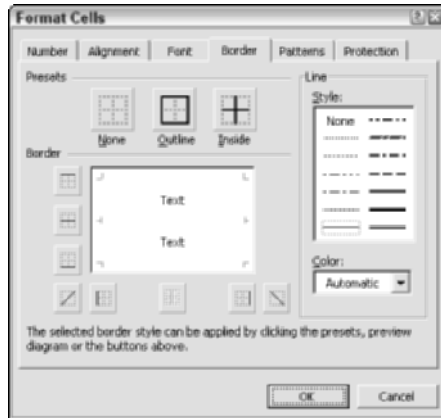 Format Cells
Number Alignment Font Border Patterns Protection
Presets
None Outline Inside
Border
Text
Text
Line
Style:
None
Color:
Automatic
The selected border style can be applied by clicking the presets, preview
diagram or the buttons above.
OK Cancel